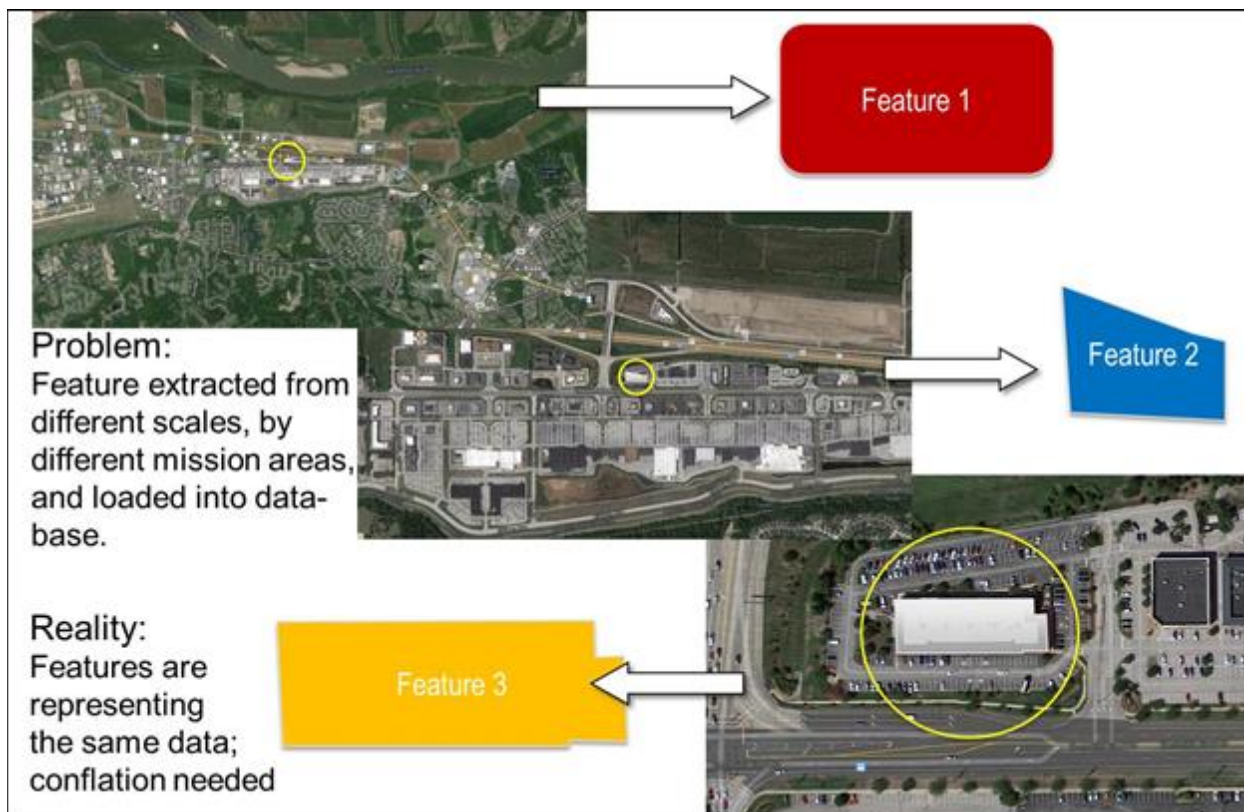 Feature 1
Problem:
Feature extracted from
different scales, by
different mission areas,
and loaded into data-
base.
Feature 2
Reality:
Features are
representing
the same data;
conflation needed
Feature 3